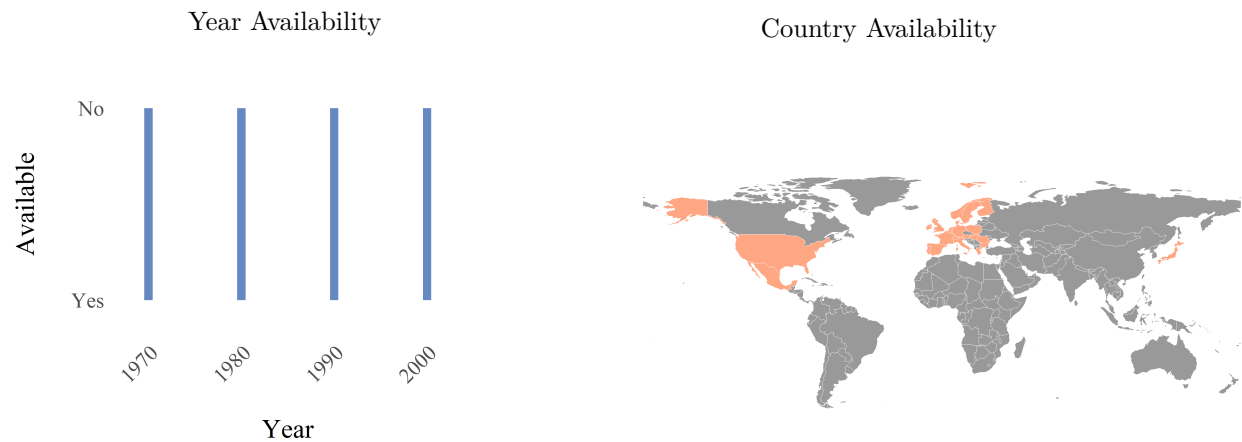 Year Availability
No
Available
Yes
1970
1980
1990
2000
Year
Country Availability